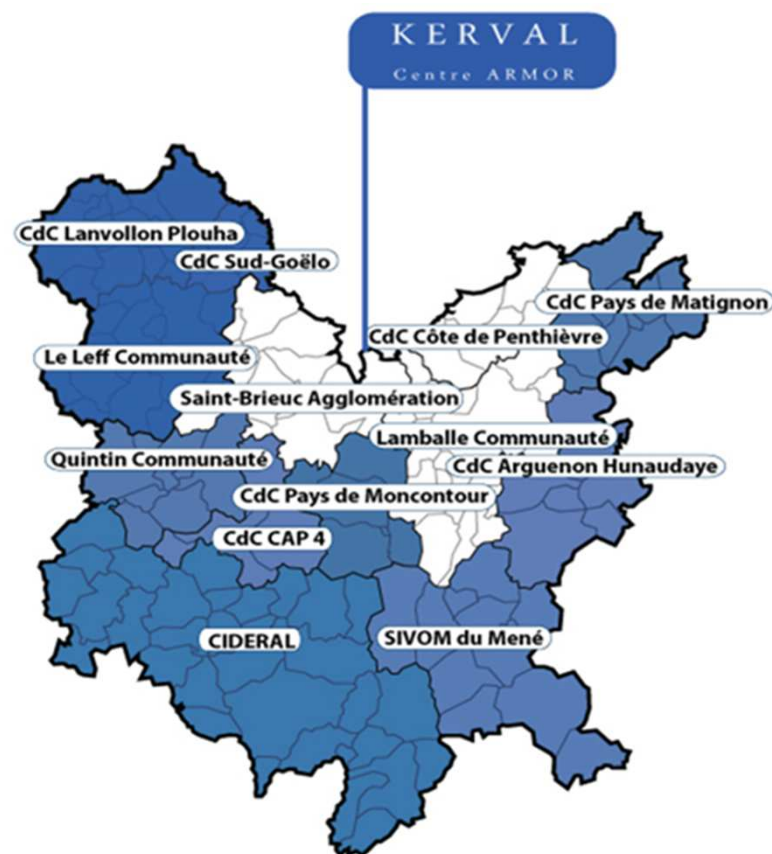 KERVAL
Centre ARMOR
CdC Lanvollon Plouha
CdC Sud-Goëlo
CdC Pays de Matignon
CdC Côte de Penthièvre
Le Leff Communauté
Saint-Brieuc Agglomération
Lamballe Communauté
Quintin Communauté
CdC Arguenon Hunaudaye
CdC Pays de Moncontour
CdC CAP 4
CIDERAL
SIVOM du Mené